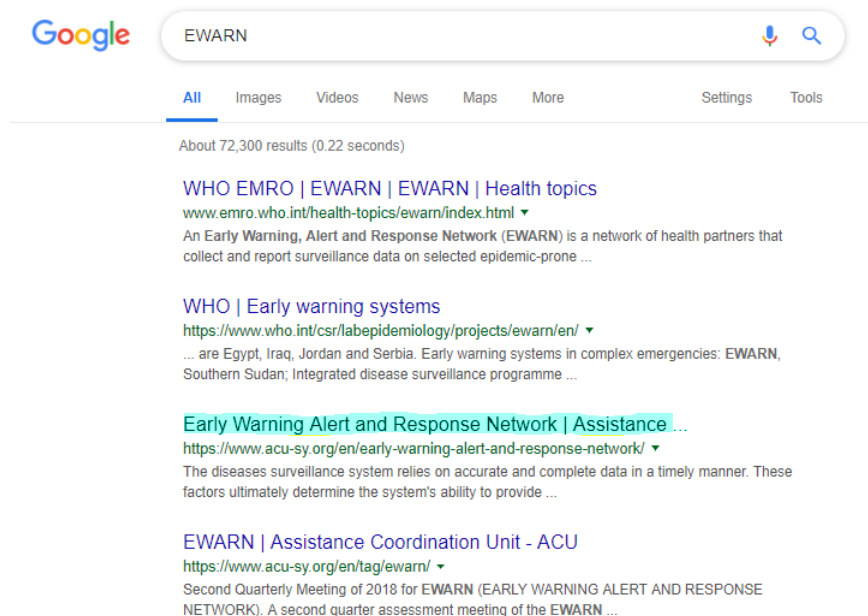 Google EWARN
All Images Videos News Maps More Settings Tools
About 72,300 results (0.22 seconds)
WHO EMRO | EWARN | EWARN | Health topics
www.emro.who.int/health-topics/ewarn/index.html
An Early Warning, Alert and Response Network (EWARN) is a network of health partners that
collect and report surveillance data on selected epidemic-prone ...
WHO | Early warning systems
https://www.who.int/csr/labepidemiology/projects/ewarn/en/
... are Egypt, Iraq, Jordan and Serbia. Early warning systems in complex emergencies: EWARN,
Southern Sudan; Integrated disease surveillance programme ...
Early Warning Alert and Response Network | Assistance ...
https://www.acu-sy.org/en/early-warning-alert-and-response-network/
The diseases surveillance system relies on accurate and complete data in a timely manner. These
factors ultimately determine the system's ability to provide ...
EWARN | Assistance Coordination Unit - ACU
https://www.acu-sy.org/en/tag/ewarn/
Second Quarterly Meeting of 2018 for EWARN (EARLY WARNING ALERT AND RESPONSE
NETWORK). A second quarter assessment meeting of the EWARN ...